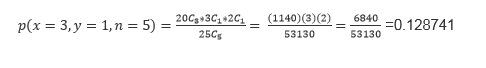 p(x = 3, y = 1, n = 5) = 20C₃*3C₁*2C₁ / 25C₅ = (1140)(3)(2) / 53130 = 6840 / 53130 =0.128741